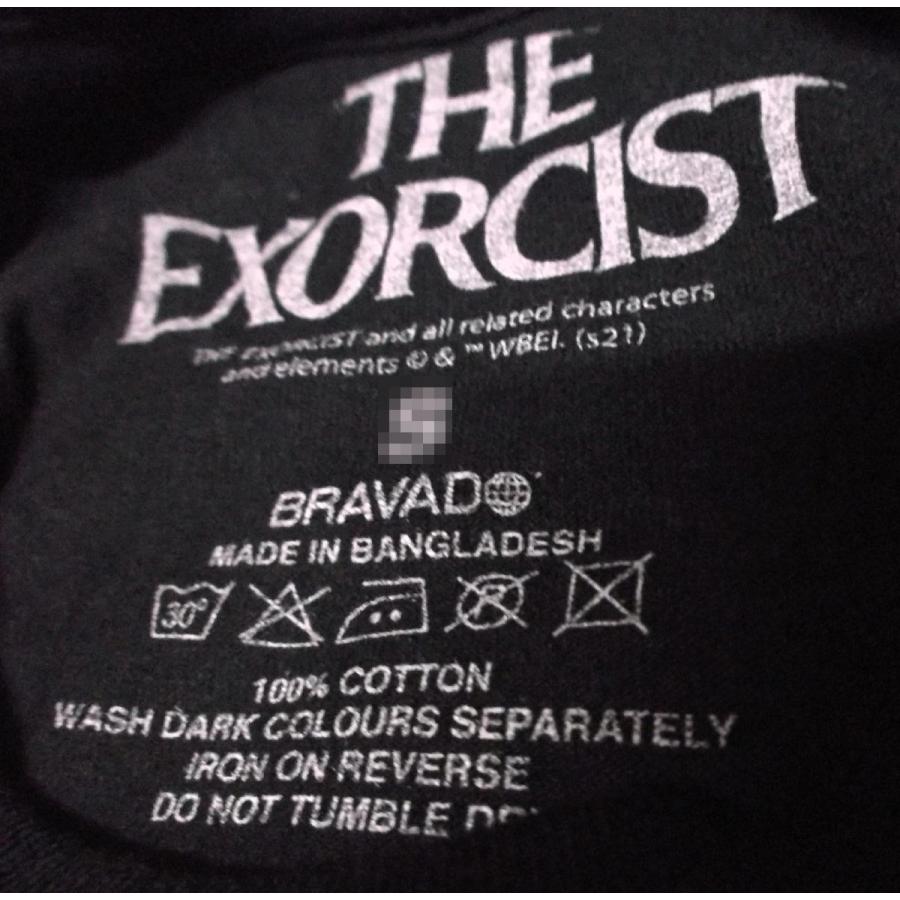 THE
EXORCIST
THE EXORCIST and all related characters
and elements © & ™ WBEI. (s21)
S
BRAVADO
MADE IN BANGLADESH
30°
P
100% COTTON
WASH DARK COLOURS SEPARATELY
IRON ON REVERSE
DO NOT TUMBLE